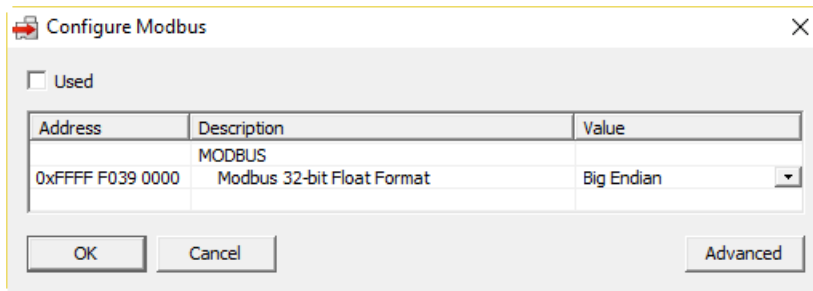 Configure Modbus
Used
Address Description Value
MODBUS
0xFFFF F039 0000 Modbus 32-bit Float Format Big Endian
OK Cancel Advanced